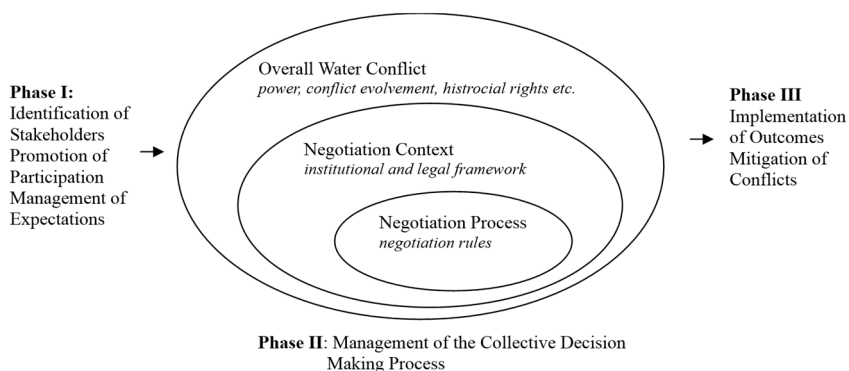 Phase I:
Identification of
Stakeholders
Promotion of
Participation
Management of
Expectations
Overall Water Conflict
power, conflict evolvement, histrocial rights etc.
Negotiation Context
institutional and legal framework
Negotiation Process
negotiation rules
Phase III
Implementation
of Outcomes
Mitigation of
Conflicts
Phase II: Management of the Collective Decision
Making Process